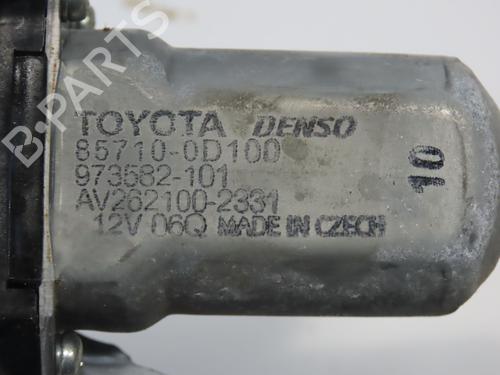 TOYOTA DENSO
85710-0D100
973582-101
AV262100-2331
12V 06Q MADE IN CZECH
10
B-PARTS